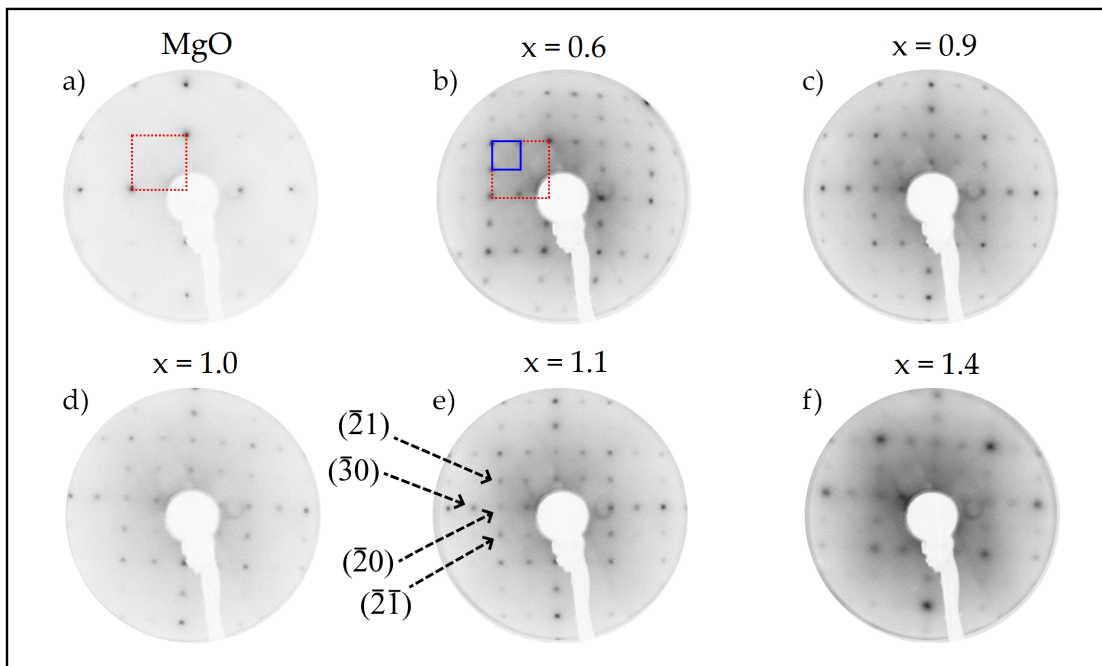 MgO
x = 0.6
x = 0.9
a)
b)
c)
x = 1.0
x = 1.1
x = 1.4
d)
e)
f)
(2̄1)
(3̄0)
(2̄0)
(2̄1̄)